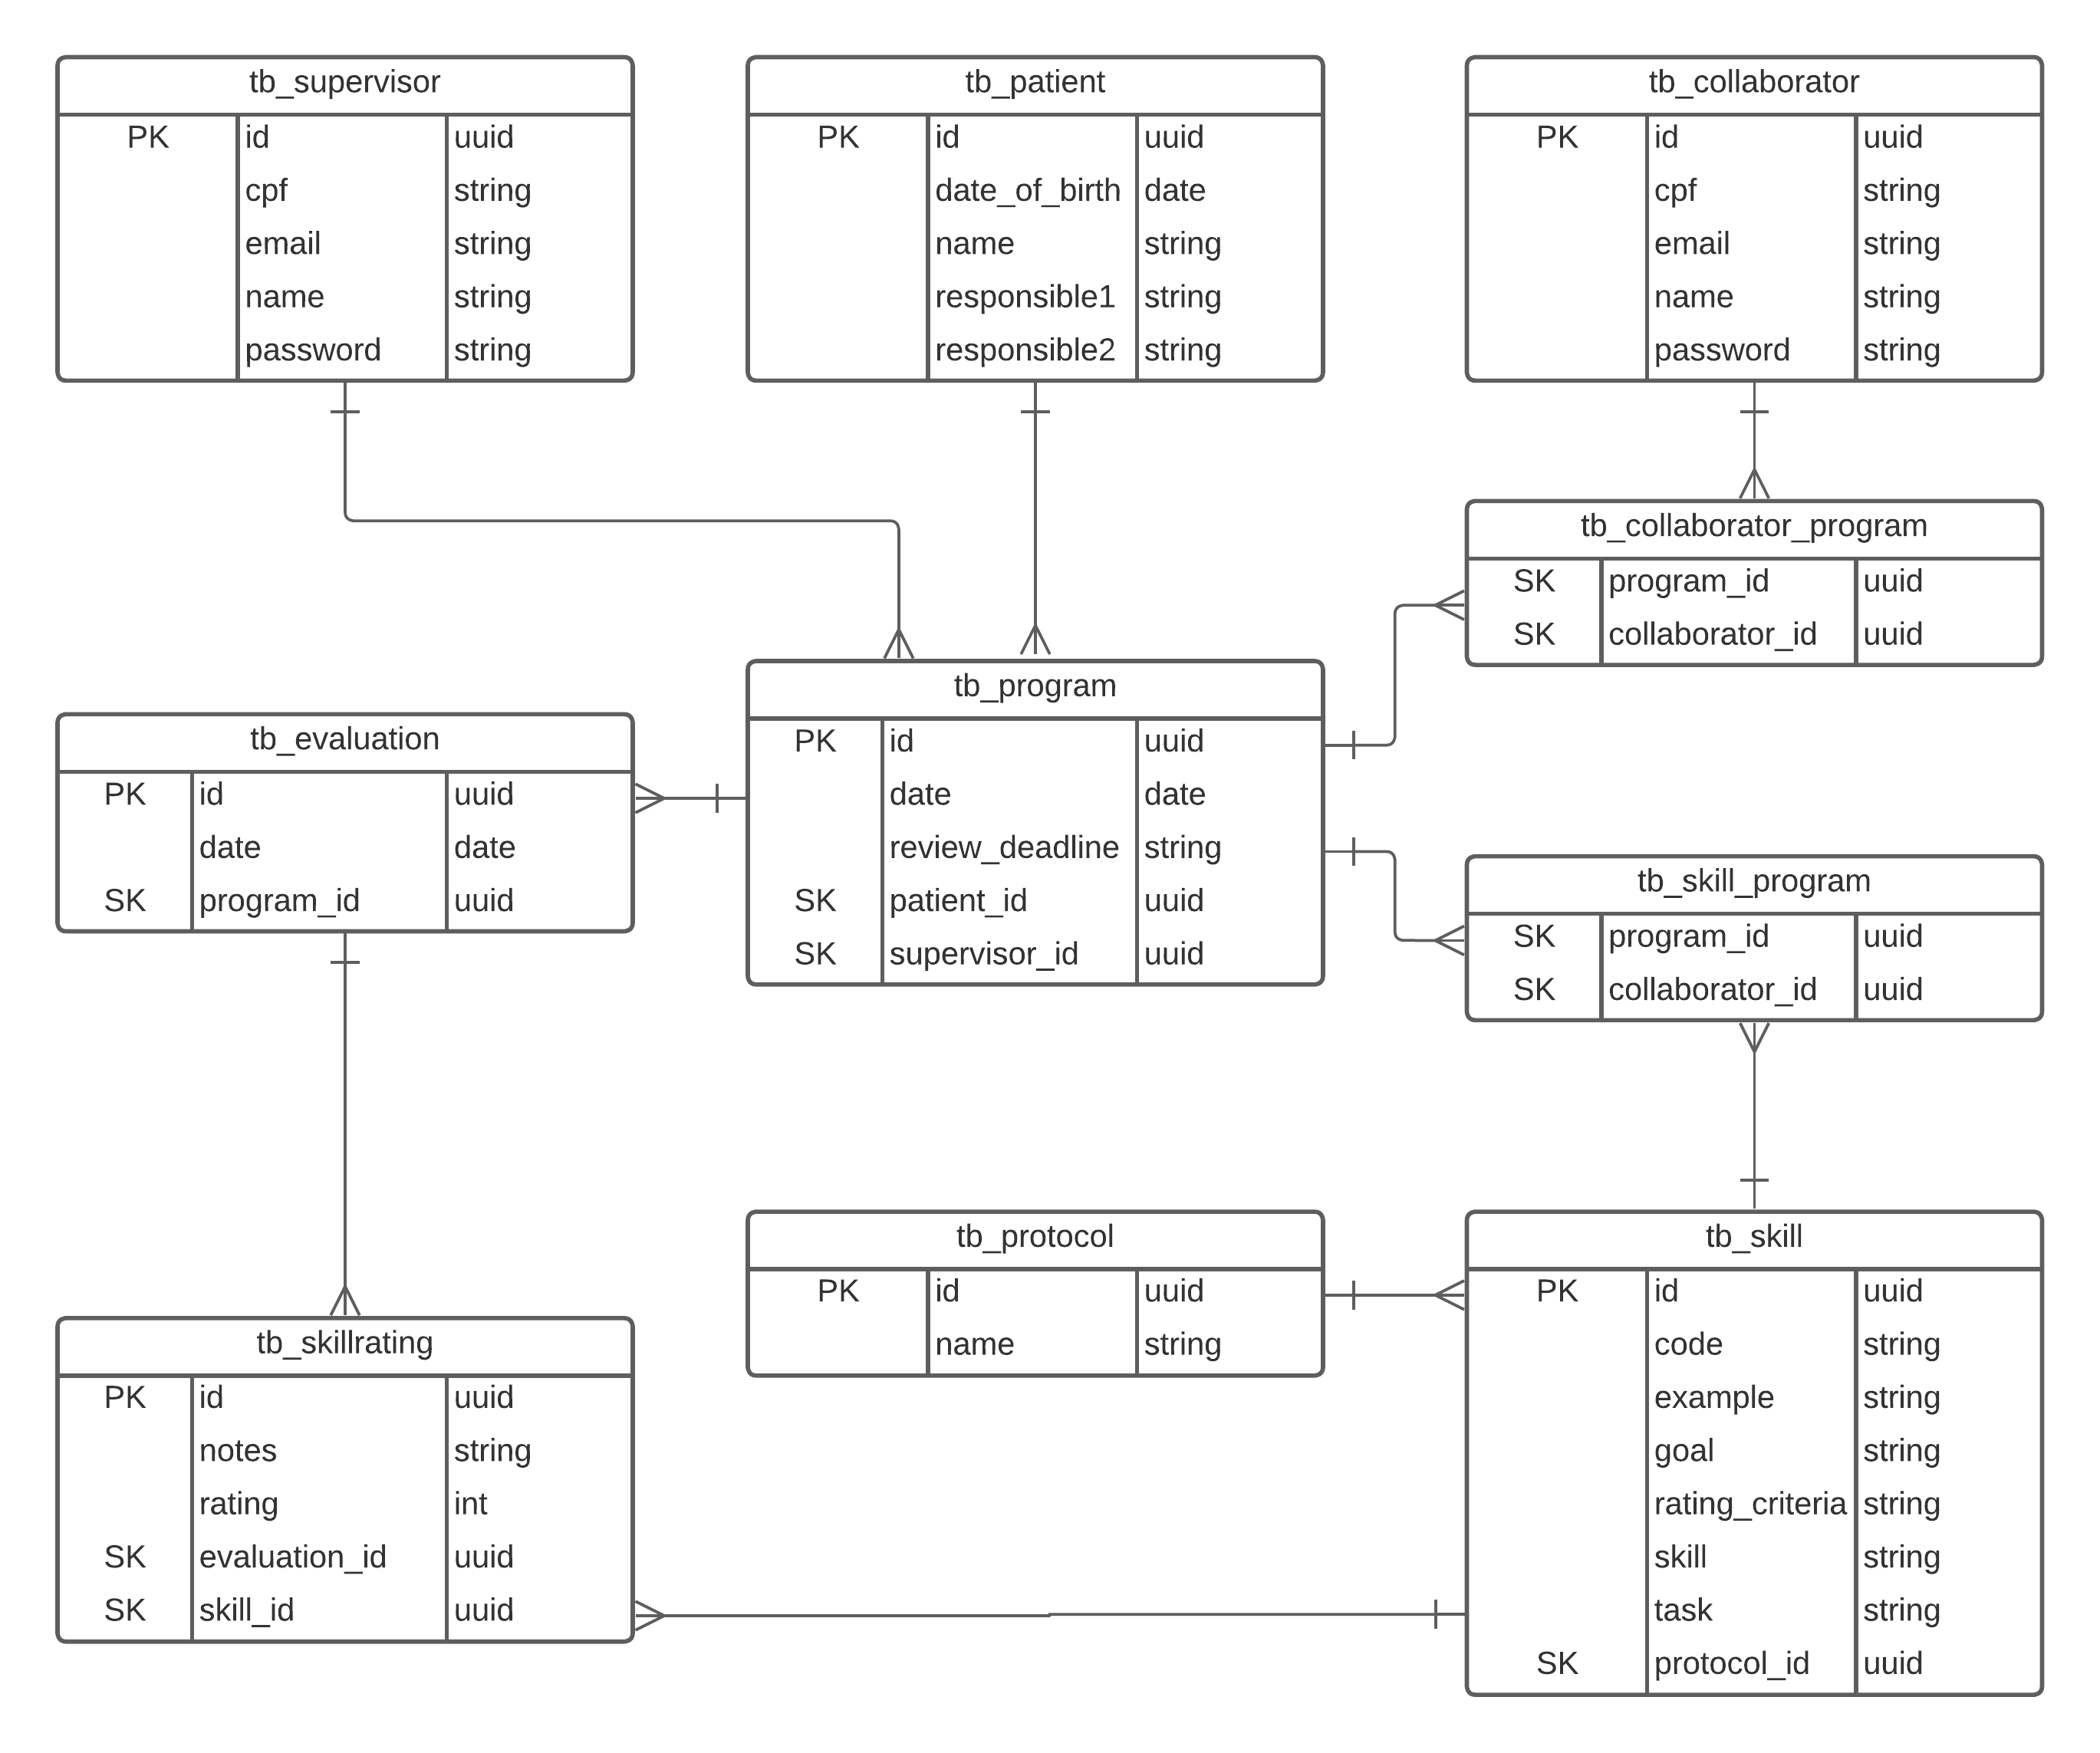 tb_supervisor
PK id uuid
cpf string
email string
name string
password string
tb_patient
PK id uuid
date_of_birth date
name string
responsible1 string
responsible2 string
tb_collaborator
PK id uuid
cpf string
email string
name string
password string
tb_collaborator_program
SK program_id uuid
SK collaborator_id uuid
tb_evaluation
PK id uuid
date date
SK program_id uuid
tb_program
PK id uuid
date date
review_deadline string
SK patient_id uuid
SK supervisor_id uuid
tb_skill_program
SK program_id uuid
SK collaborator_id uuid
tb_skillrating
PK id uuid
notes string
rating int
SK evaluation_id uuid
SK skill_id uuid
tb_protocol
PK id uuid
name string
tb_skill
PK id uuid
code string
example string
goal string
rating_criteria string
skill string
task string
SK protocol_id uuid